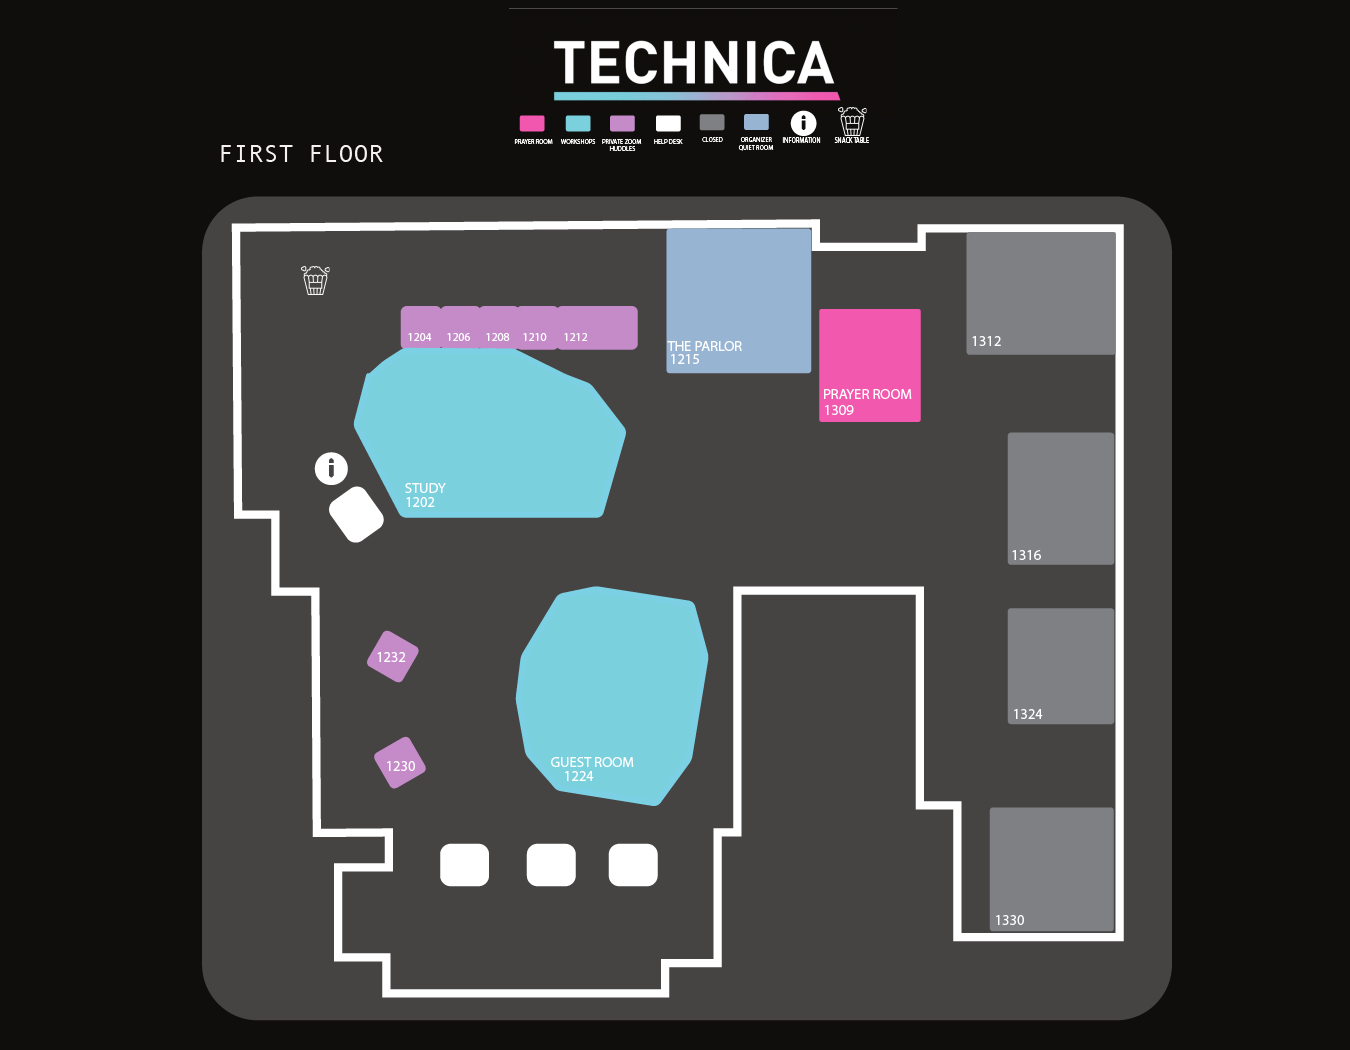 TECHNICA
PRAYER ROOM
WORKSHOPS
PRIVATE ZOOM
HUDDLES
HELP DESK
CLOSED
ORGANIZER
QUIET ROOM
INFORMATION
SNACK TABLE
FIRST FLOOR
1204 1206 1208 1210 1212
THE PARLOR
1215
1312
PRAYER ROOM
1309
STUDY
1202
1316
1232
1324
1230
GUEST ROOM
1224
1330